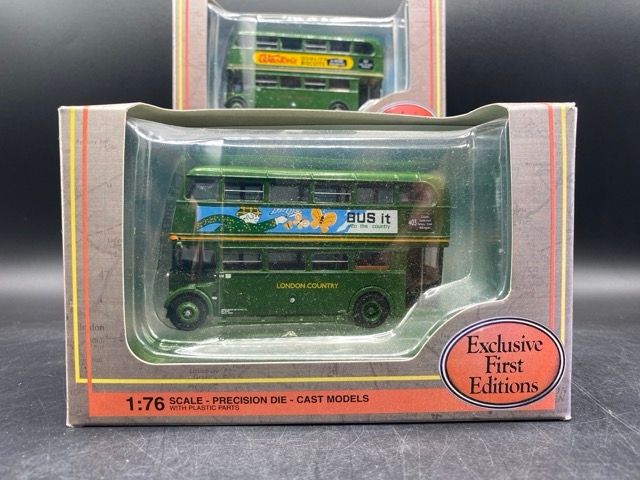 BUS it
to the country
403
LONDON COUNTRY
Exclusive
First
Editions
1:76 SCALE - PRECISION DIE - CAST MODELS
WITH PLASTIC PARTS